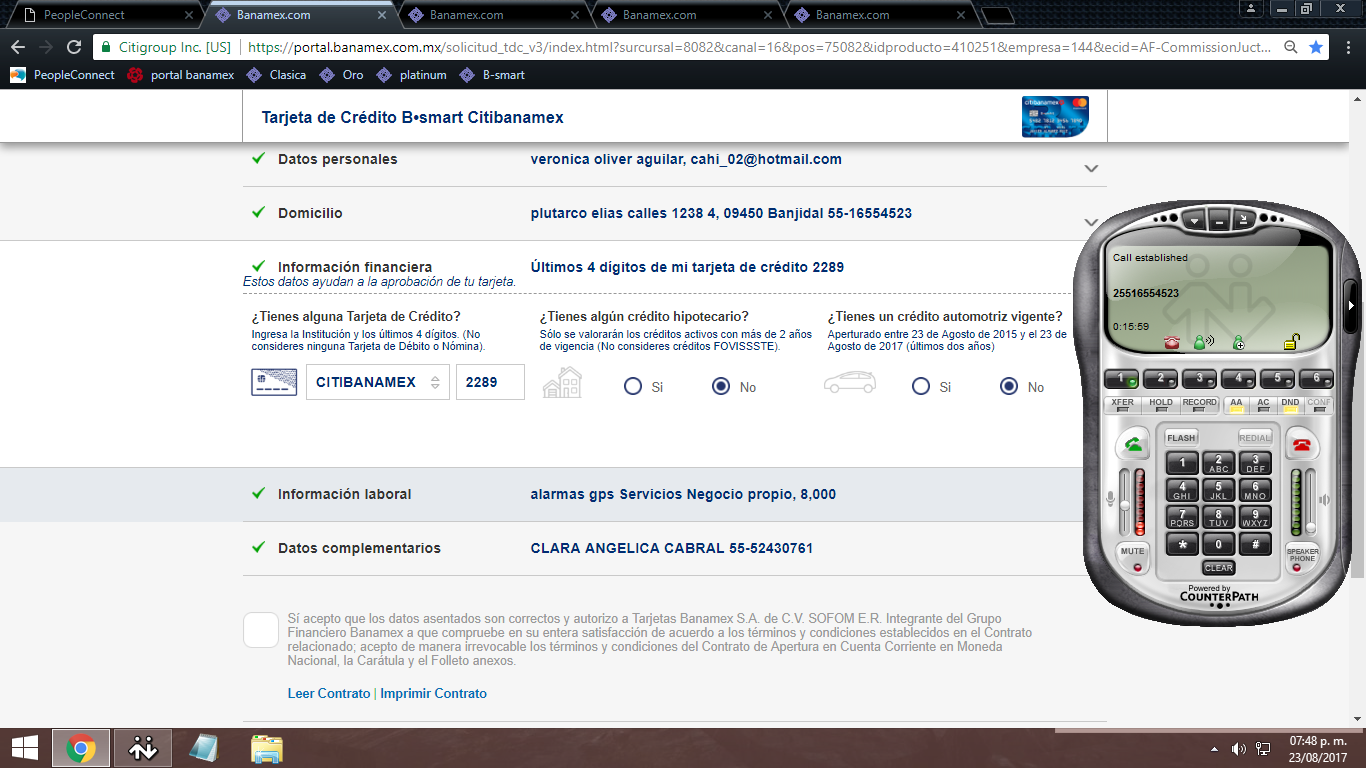 PeopleConnect
Banamex.com
Banamex.com
Banamex.com
Banamex.com
Citigroup Inc. [US]
https://portal.banamex.com.mx/solicitud_tdc_v3/index.html?sursursal=8082&canal=16&pos=75082&idproducto=410251&empresa=144&ecid=AF-CommissionJuct...
PeopleConnect
portal banamex
Clasica
Oro
platinum
B-smart
Tarjeta de Crédito B•smart Citibanamex
Datos personales
veronica oliver aguilar, cahi_02@hotmail.com
Domicilio
plutarco elias calles 1238 4, 09450 Banjidal 55-16554523
Información financiera
Últimos 4 dígitos de mi tarjeta de crédito 2289
Estos datos ayudan a la aprobación de tu tarjeta.
¿Tienes alguna Tarjeta de Crédito?
Ingresa la Institución y los últimos 4 dígitos. (No
consideres ninguna Tarjeta de Débito o Nómina).
CITIBANAMEX
2289
¿Tienes algún crédito hipotecario?
Sólo se valorarán los créditos activos con más de 2 años
de vigencia (No consideres créditos FOVISSSTE).
Si
No
¿Tienes un crédito automotriz vigente?
Aperturado entre 23 de Agosto de 2015 y el 23 de
Agosto de 2017 (últimos dos años)
Si
No
Información laboral
alarmas gps Servicios Negocio propio, 8,000
Datos complementarios
CLARA ANGELICA CABRAL 55-52430761
Sí acepto que los datos asentados son correctos y autorizo a Tarjetas Banamex S.A. de C.V. SOFOM E.R. Integrante del Grupo
Financiero Banamex a que compruebe en su entera satisfacción de acuerdo a los términos y condiciones establecidos en el Contrato
relacionado; acepto de manera irrevocable los términos y condiciones del Contrato de Apertura en Cuenta Corriente en Moneda
Nacional, la Carátula y el Folleto anexos.
Leer Contrato | Imprimir Contrato
Call established
25516554523
0:15:59
1 2 3 4 5 6
XFER HOLD RECORD AA AC DND CONF
FLASH REDIAL
1 2 ABC 3 DEF
4 GHI 5 JKL 6 MNO
7 PQRS 8 TUV 9 WXYZ
* 0 #
MUTE
SPEAKER
PHONE
CLEAR
Powered by
COUNTERPATH
07:48 p. m.
23/08/2017